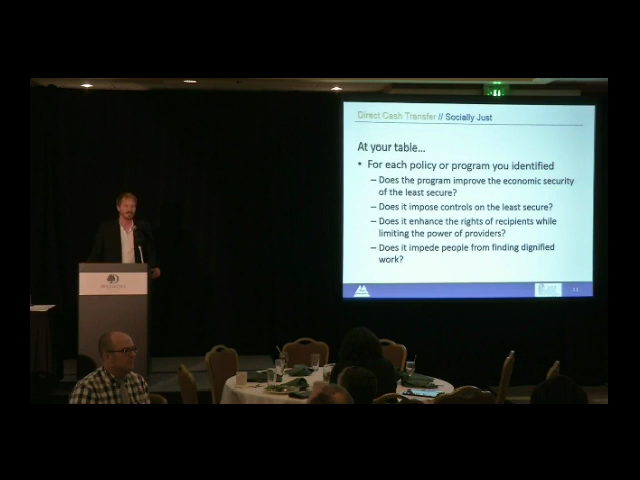 Direct Cash Transfer // Socially Just
At your table...
• For each policy or program you identified
– Does the program improve the economic security
of the least secure?
– Does it impose controls on the least secure?
– Does it enhance the rights of recipients while
limiting the power of providers?
– Does it impede people from finding dignified
work?